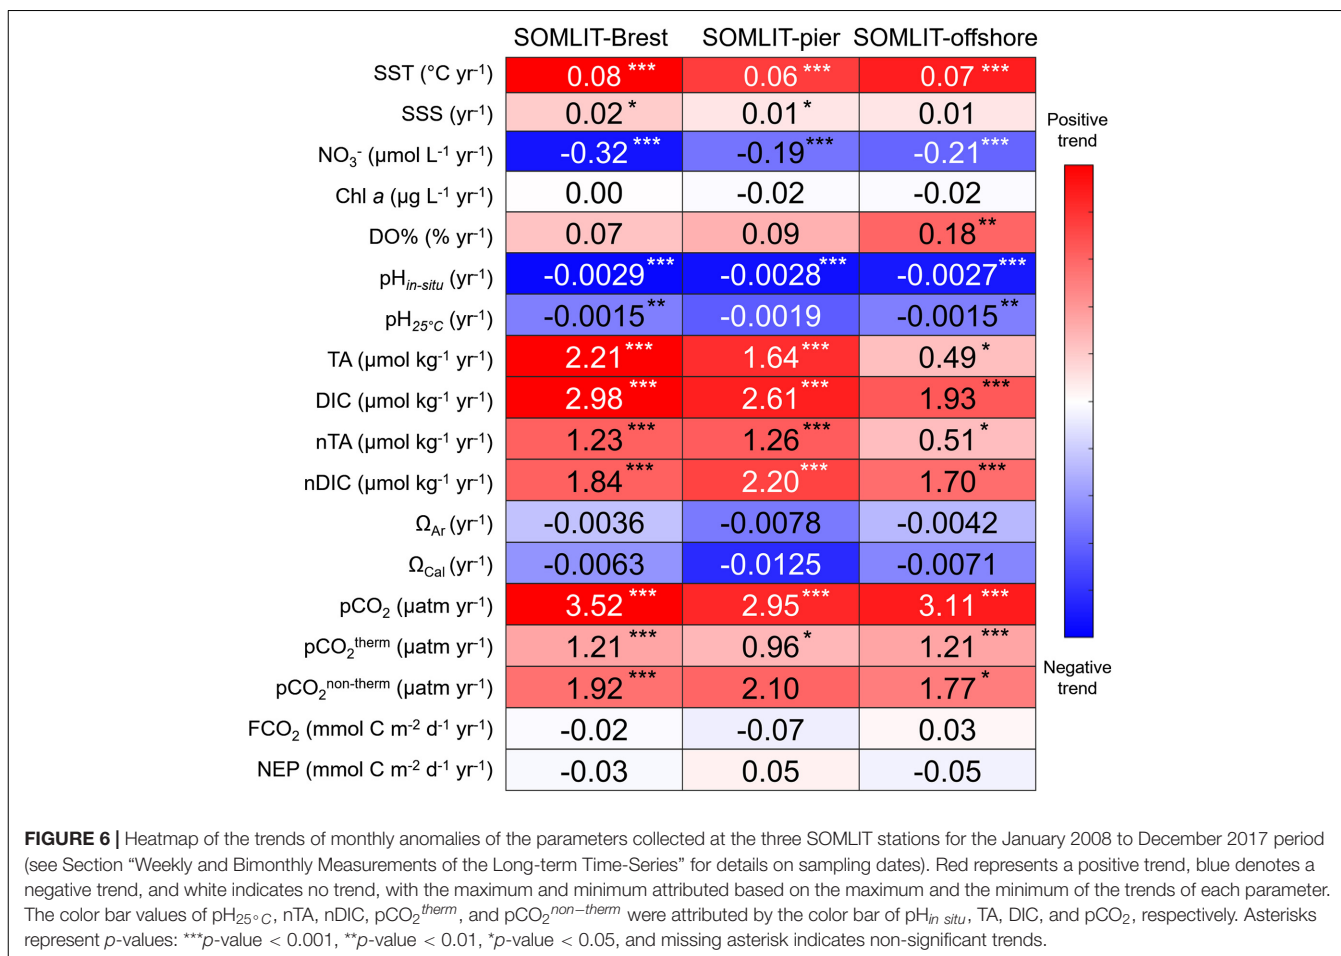 SOMLIT-Brest SOMLIT-pier SOMLIT-offshore
SST (°C yr⁻¹) 0.08 *** 0.06 *** 0.07 ***
SSS (yr⁻¹) 0.02 * 0.01 * 0.01
NO₃⁻ (µmol L⁻¹ yr⁻¹) -0.32 *** -0.19 *** -0.21 ***
Chl a (µg L⁻¹ yr⁻¹) 0.00 -0.02 -0.02
DO% (% yr⁻¹) 0.07 0.09 0.18 **
pHin-situ (yr⁻¹) -0.0029 *** -0.0028 *** -0.0027 ***
pH25°C (yr⁻¹) -0.0015 ** -0.0019 -0.0015 **
TA (µmol kg⁻¹ yr⁻¹) 2.21 *** 1.64 *** 0.49 *
DIC (µmol kg⁻¹ yr⁻¹) 2.98 *** 2.61 *** 1.93 ***
nTA (µmol kg⁻¹ yr⁻¹) 1.23 *** 1.26 *** 0.51 *
nDIC (µmol kg⁻¹ yr⁻¹) 1.84 *** 2.20 *** 1.70 ***
ΩAr (yr⁻¹) -0.0036 -0.0078 -0.0042
ΩCal (yr⁻¹) -0.0063 -0.0125 -0.0071
pCO₂ (µatm yr⁻¹) 3.52 *** 2.95 *** 3.11 ***
pCO₂therm (µatm yr⁻¹) 1.21 *** 0.96 * 1.21 ***
pCO₂non-therm (µatm yr⁻¹) 1.92 *** 2.10 1.77 *
FCO₂ (mmol C m⁻² d⁻¹ yr⁻¹) -0.02 -0.07 0.03
NEP (mmol C m⁻² d⁻¹ yr⁻¹) -0.03 0.05 -0.05
Positive
trend
Negative
trend
FIGURE 6 | Heatmap of the trends of monthly anomalies of the parameters collected at the three SOMLIT stations for the January 2008 to December 2017 period
(see Section “Weekly and Bimonthly Measurements of the Long-term Time-Series” for details on sampling dates). Red represents a positive trend, blue denotes a
negative trend, and white indicates no trend, with the maximum and minimum attributed based on the maximum and the minimum of the trends of each parameter.
The color bar values of pH25°C, nTA, nDIC, pCO₂therm, and pCO₂non−therm were attributed by the color bar of pHin situ, TA, DIC, and pCO₂, respectively. Asterisks
represent p-values: ***p-value < 0.001, **p-value < 0.01, *p-value < 0.05, and missing asterisk indicates non-significant trends.